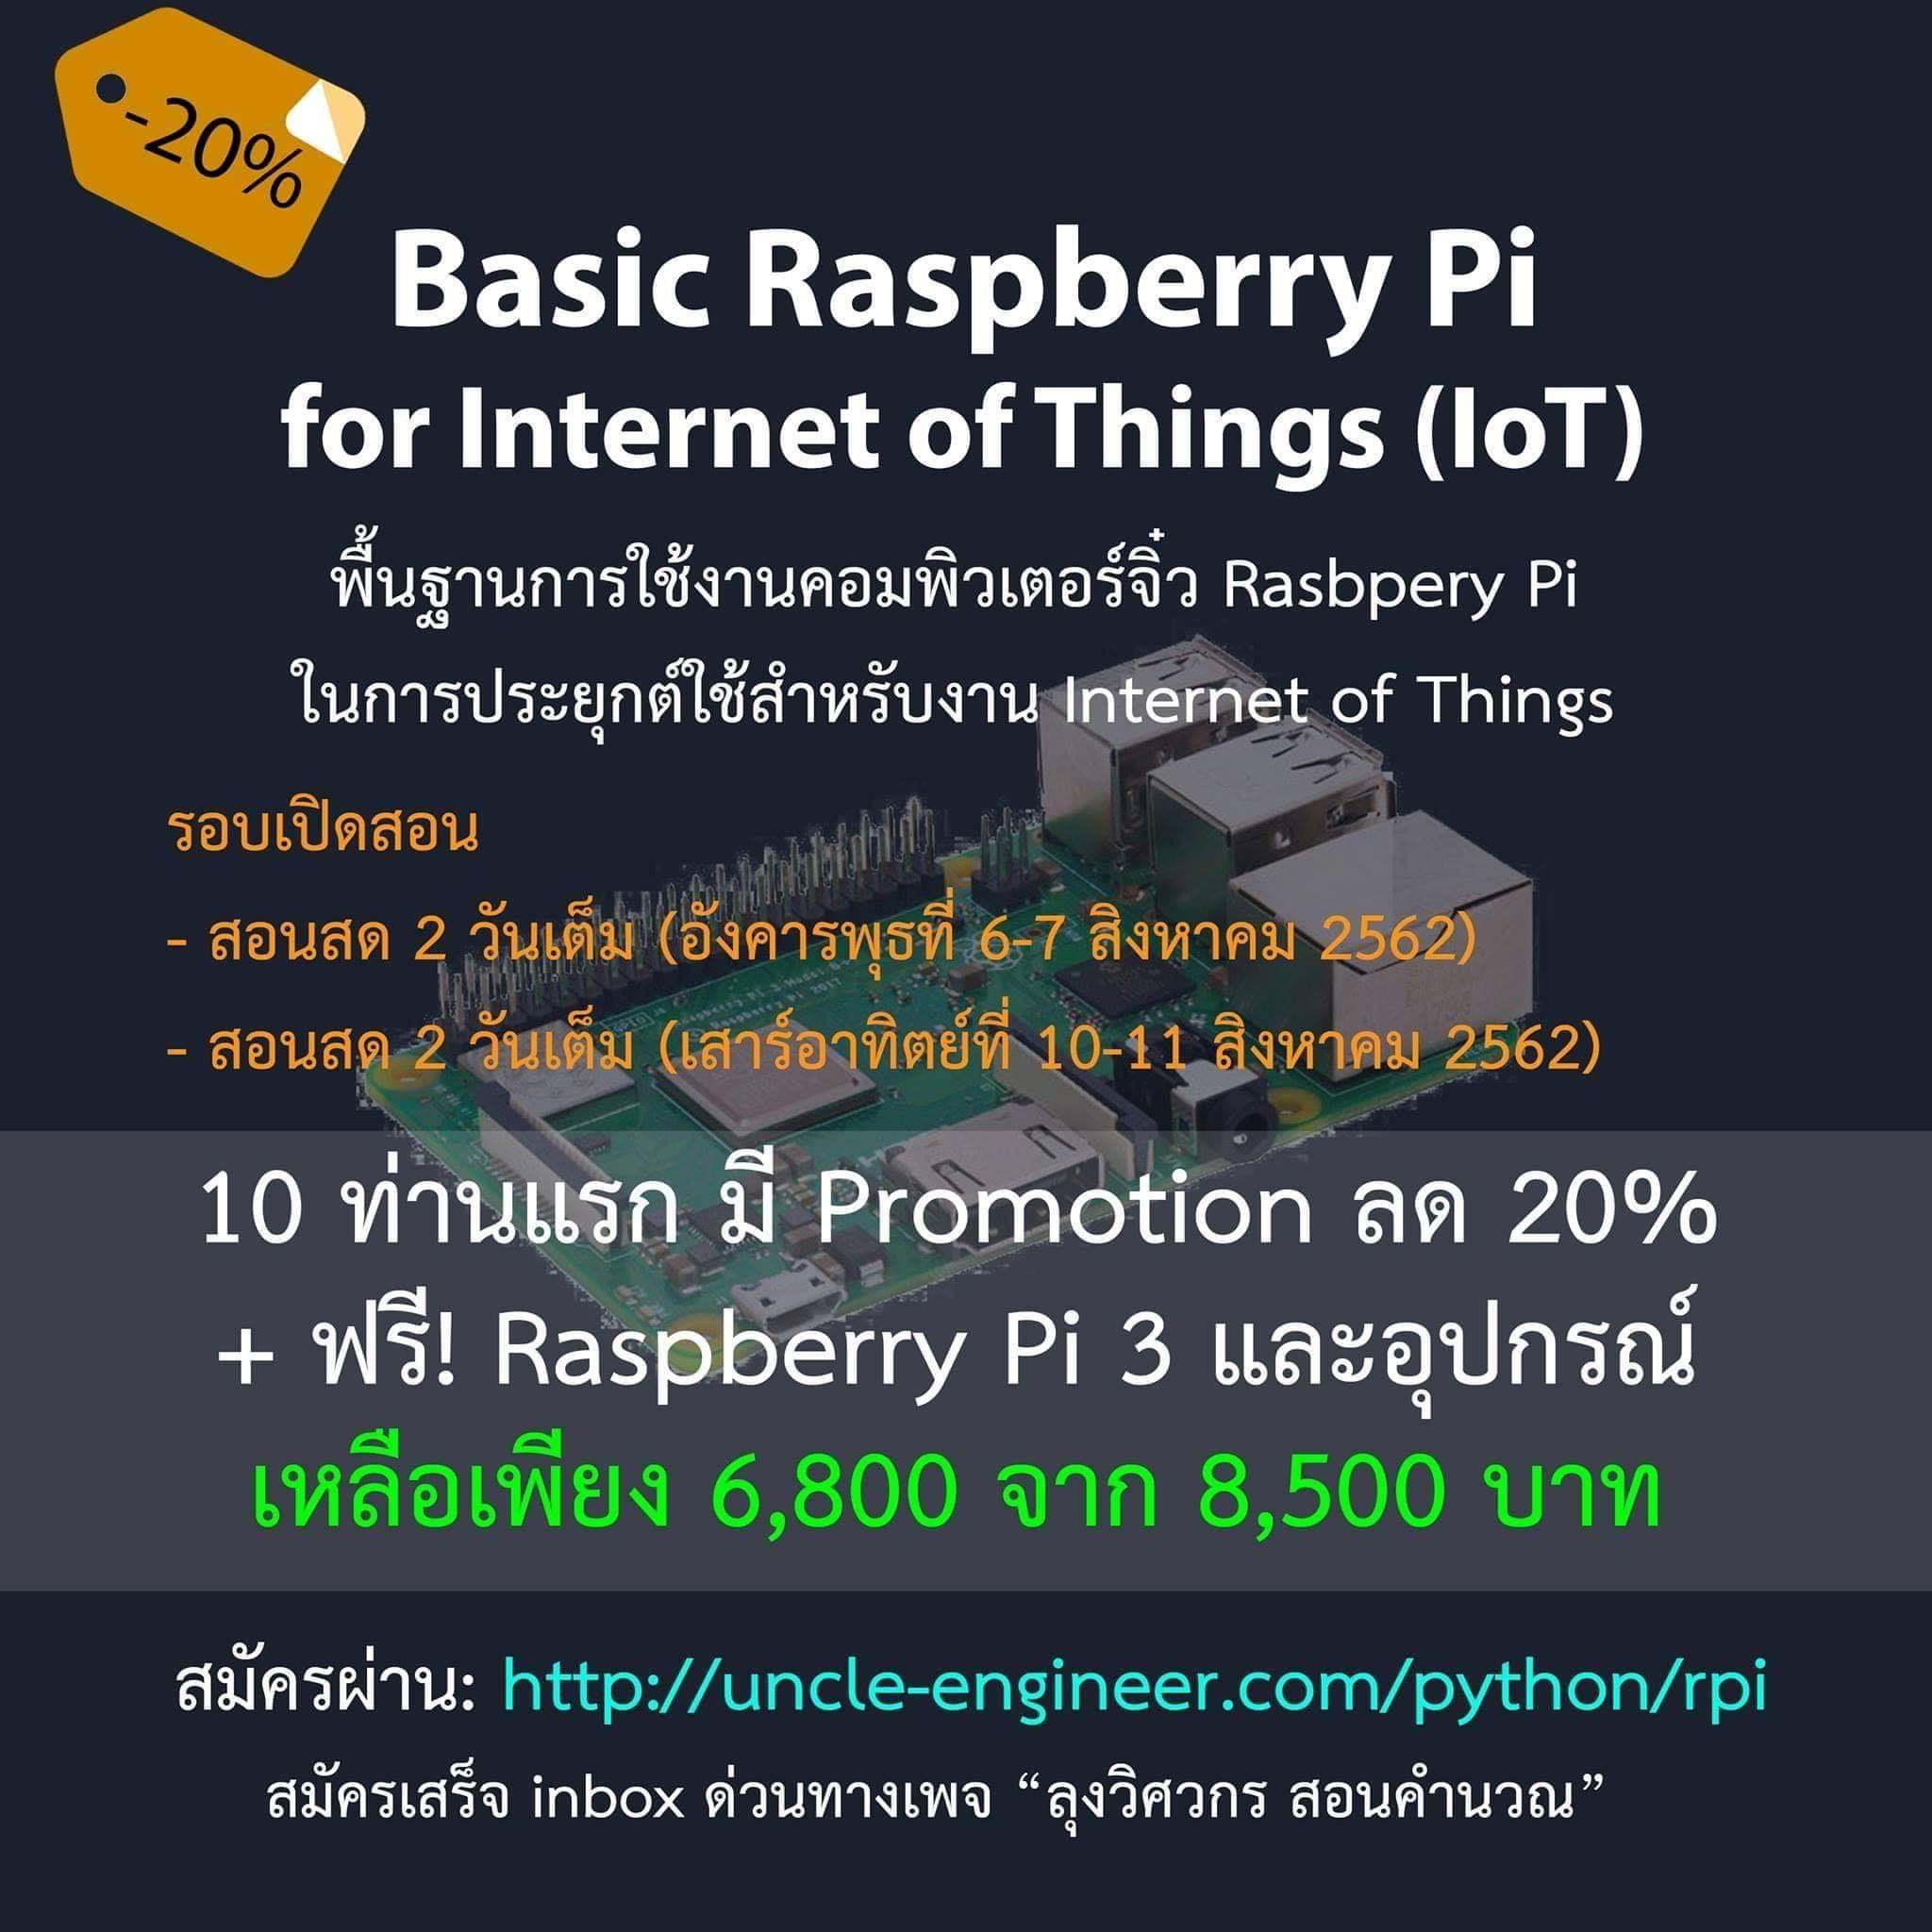 -20%
Basic Raspberry Pi
for Internet of Things (IoT)
พื้นฐานการใช้งานคอมพิวเตอร์จิ๋ว Rasbpery Pi
ในการประยุกต์ใช้สำหรับงาน Internet of Things
รอบเปิดสอน
- สอนสด 2 วันเต็ม (อังคารพุธที่ 6-7 สิงหาคม 2562)
- สอนสด 2 วันเต็ม (เสาร์อาทิตย์ที่ 10-11 สิงหาคม 2562)
10 ท่านแรก มี Promotion ลด 20%
+ ฟรี! Raspberry Pi 3 และอุปกรณ์
เหลือเพียง 6,800 จาก 8,500 บาท
สมัครผ่าน: http://uncle-engineer.com/python/rpi
สมัครเสร็จ inbox ด่วนทางเพจ “ลุงวิศวกร สอนคำนวณ”